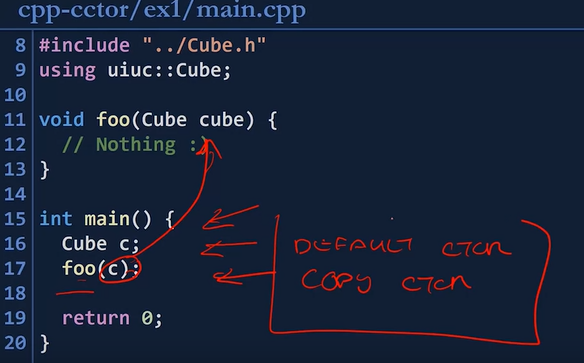 cpp-cctor/ex1/main.cpp
8 #include "../Cube.h"
9 using uiuc::Cube;
10
11 void foo(Cube cube) {
12 // Nothing :)
13 }
14
15 int main() {
16 Cube c;
17 foo(c);
18
19 return 0;
20 }
DEFAULT CTOR
COPY CTOR